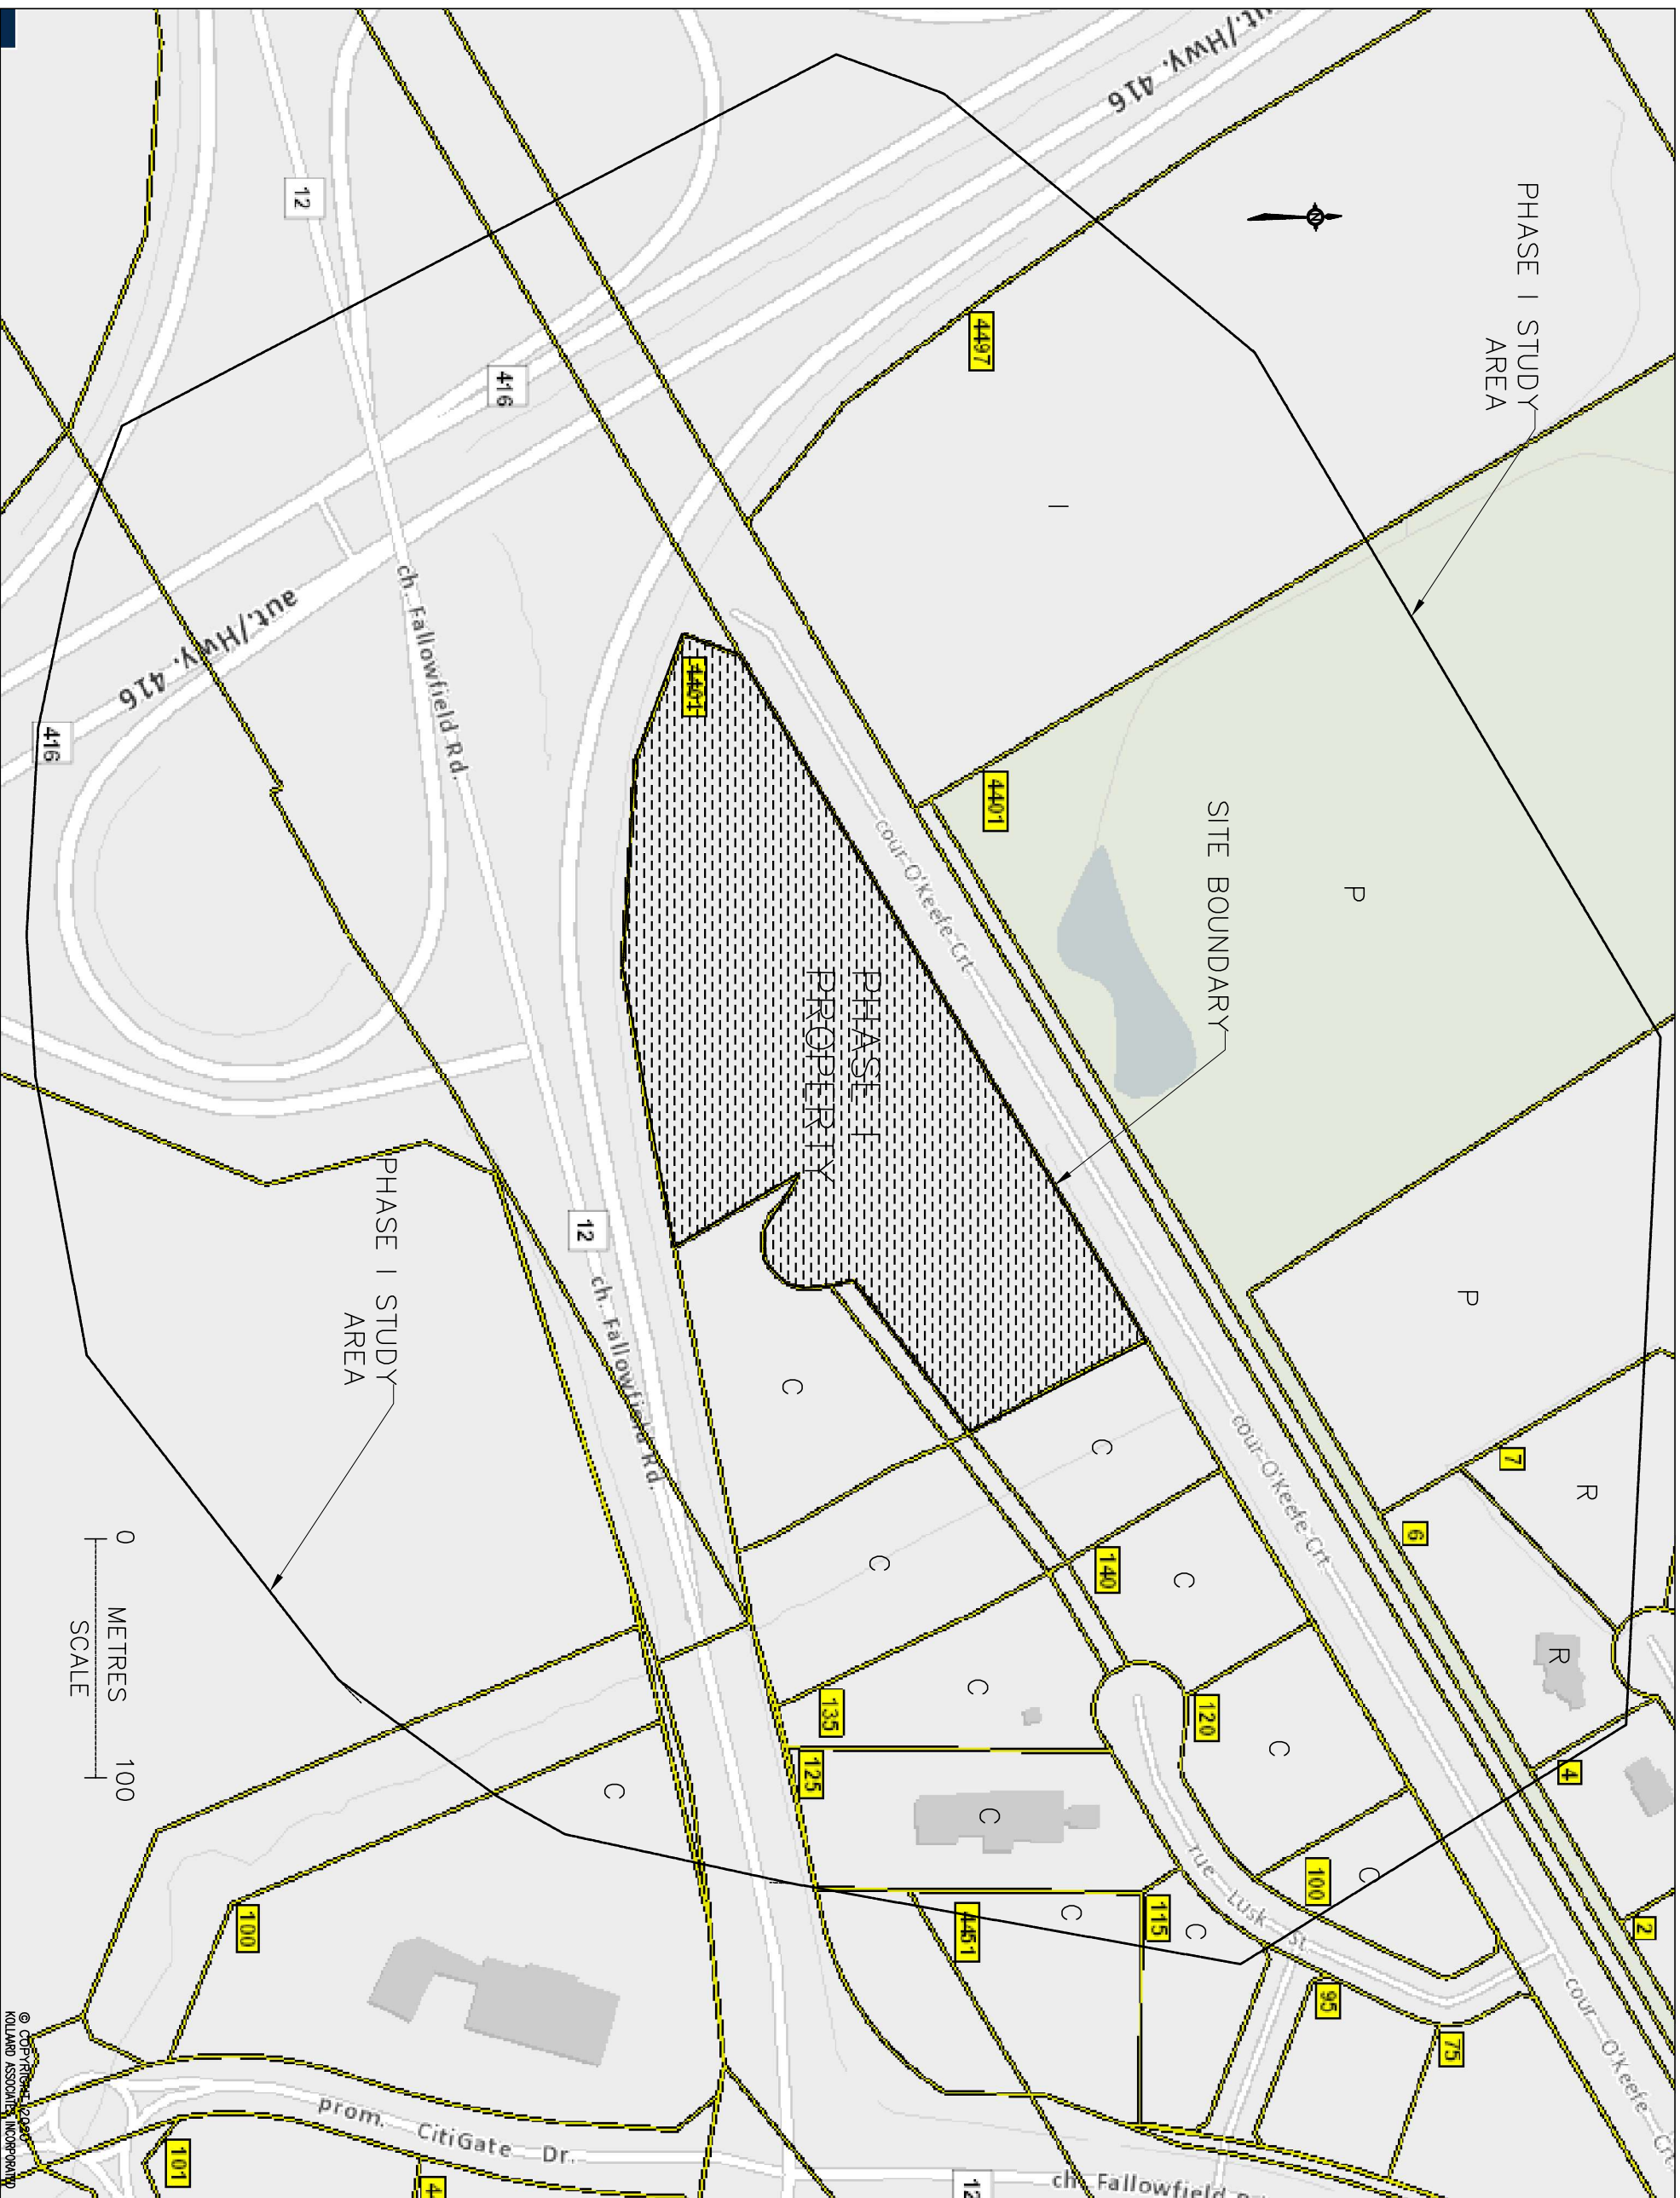 PHASE I STUDY
AREA
SITE BOUNDARY
PHASE I
PROPERTY
PHASE I STUDY
AREA
N
aut./Hwy. 416
aut./Hwy. 416
416
416
12
12
12
ch. Fallowfield Rd.
ch. Fallowfield Rd.
ch. Fallowfield
cour O'Keefe Crt
cour O'Keefe Crt
cour O'Keefe Crt
rue Lusk St
prom. CitiGate Dr.
4497
4401
4401
I
P
P
R
R
7
6
4
2
C
C
C
C
C
C
C
C
C
C
C
140
120
100
135
125
115
4451
95
75
100
101
0
100
METRES
SCALE
© COPYRIGHT 2020
KOLLAARD ASSOCIATES INCORPORATED